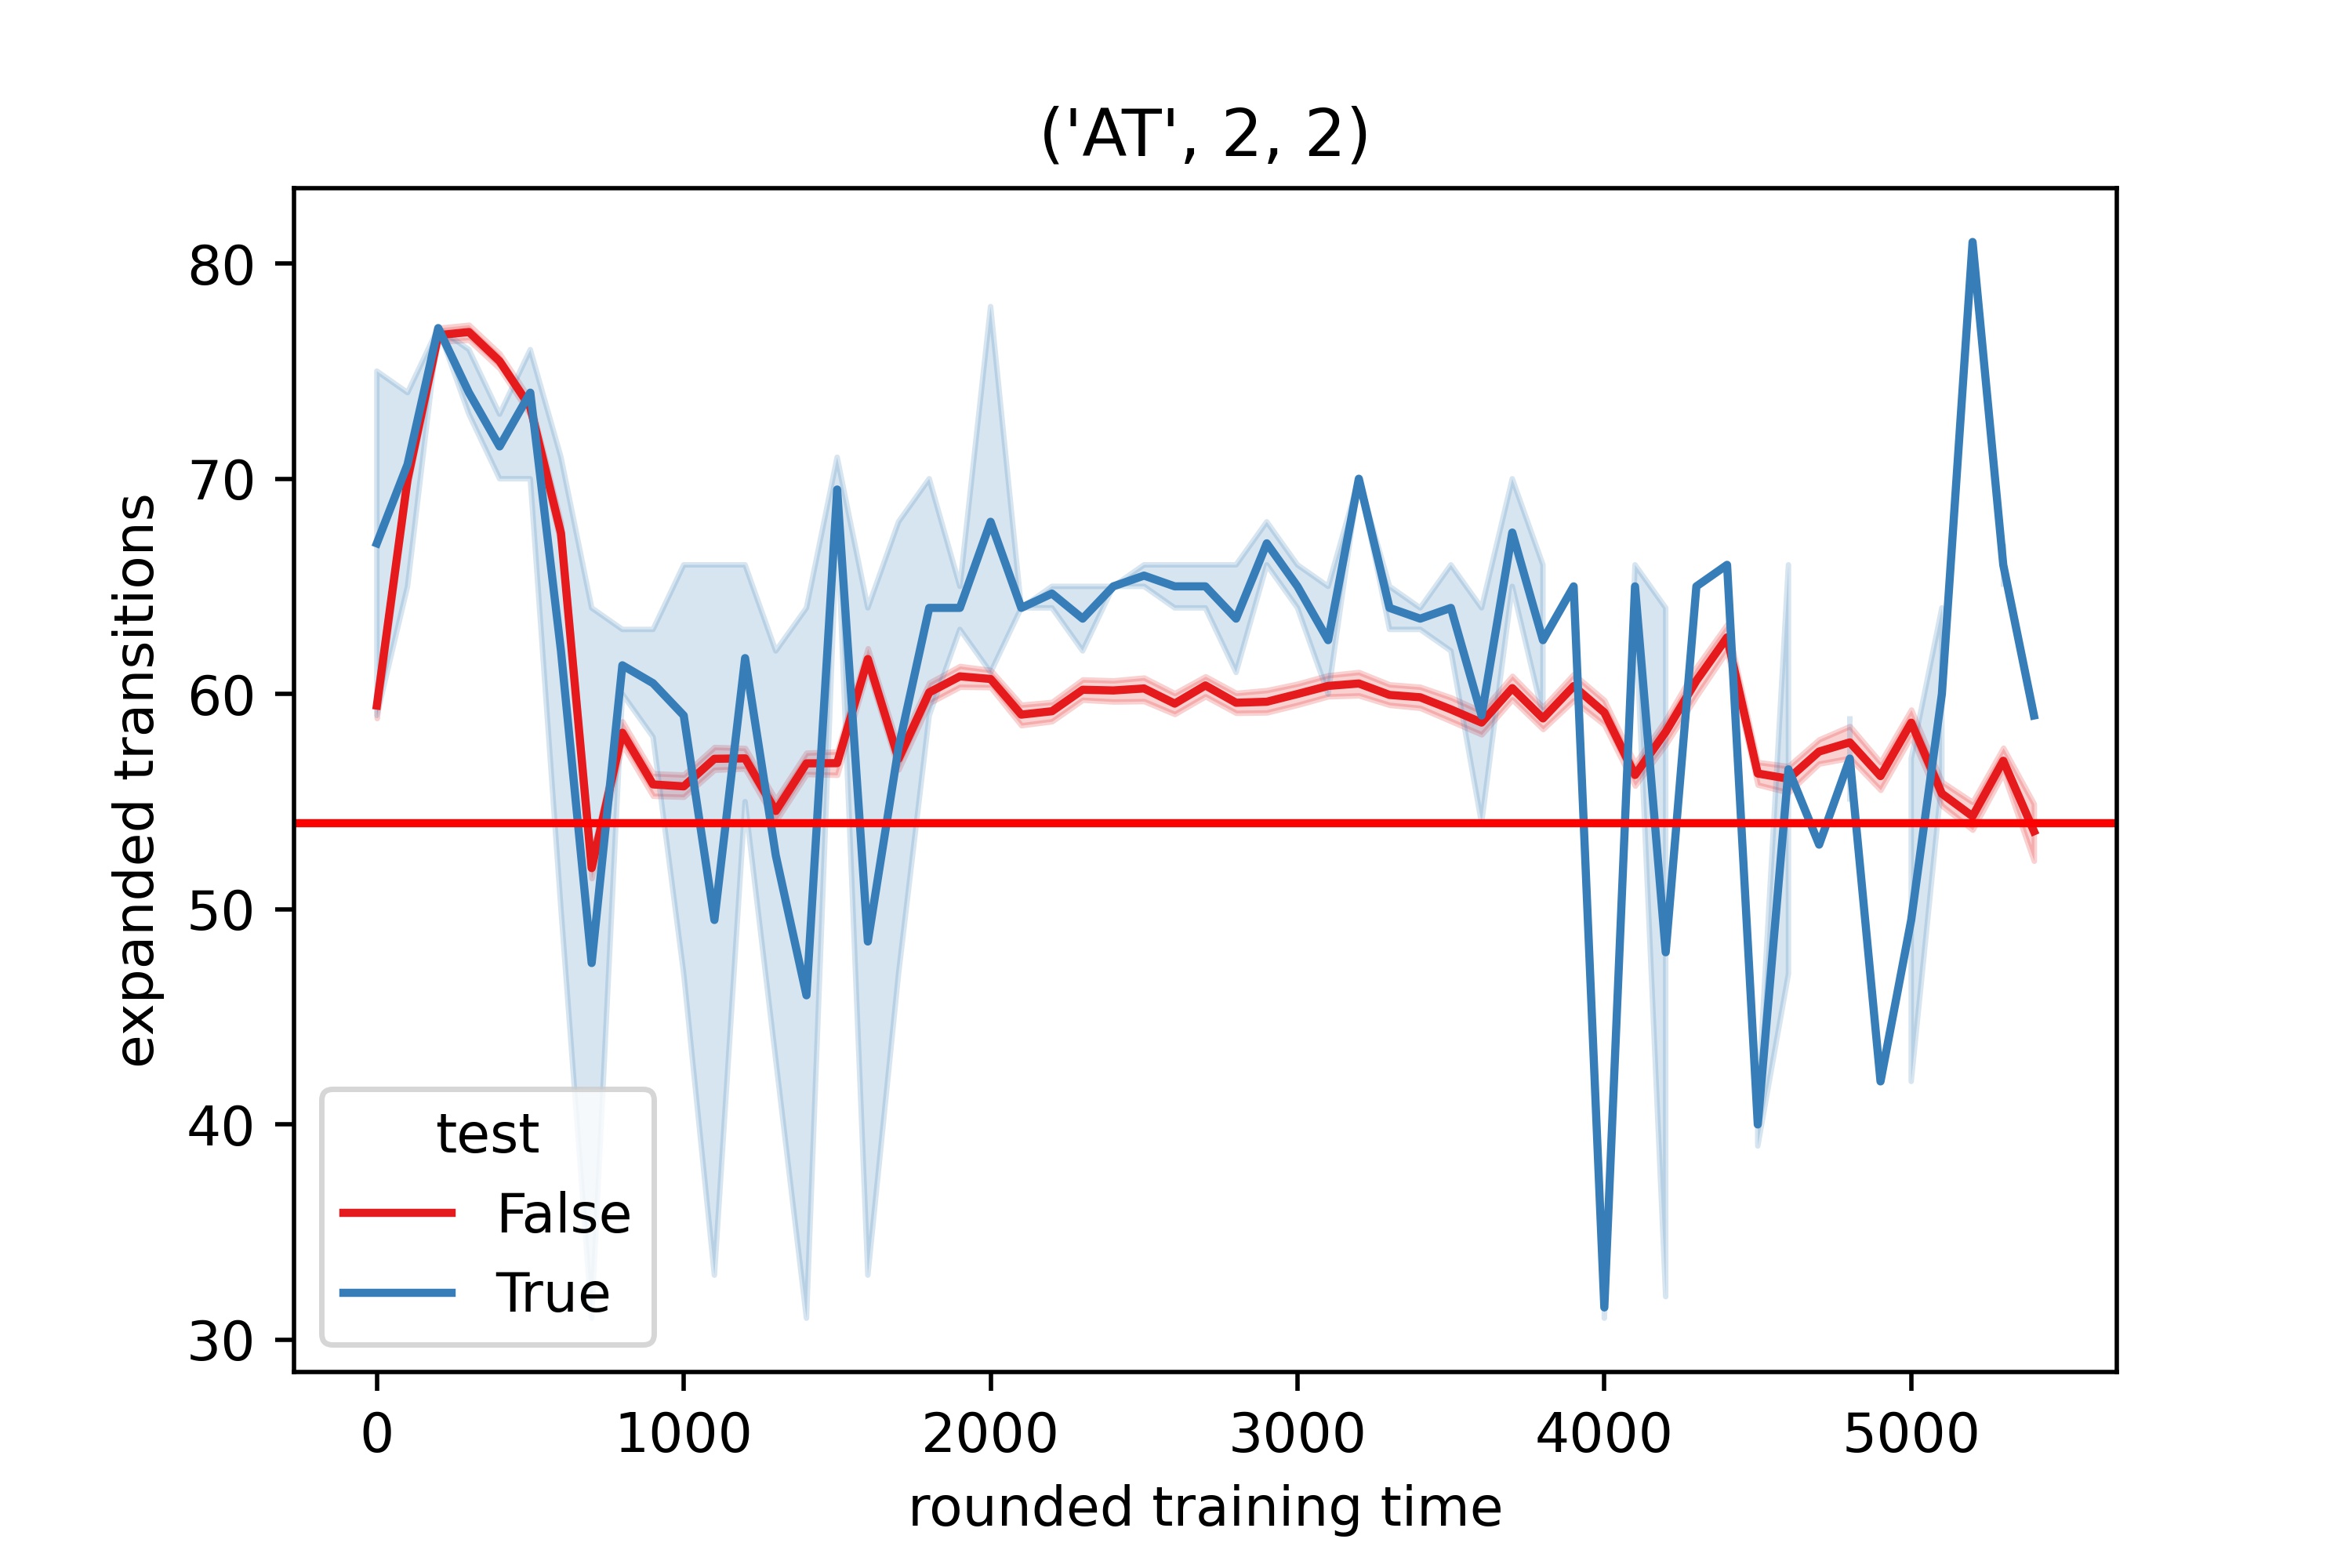 ('AT', 2, 2)
expanded transitions
80
70
60
50
40
30
test
False
True
0 1000 2000 3000 4000 5000
rounded training time